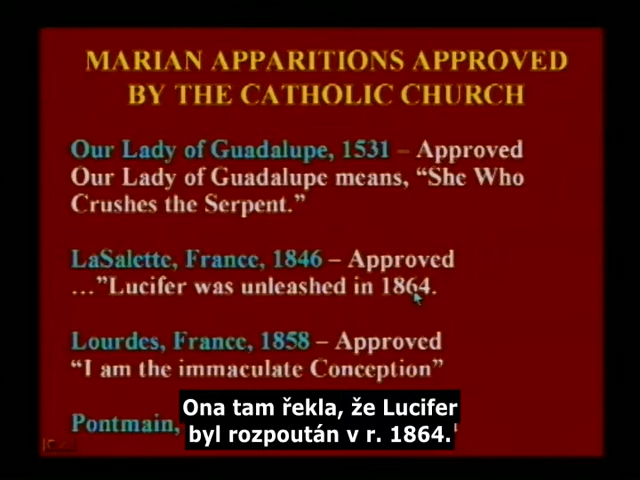 MARIAN APPARITIONS APPROVED
BY THE CATHOLIC CHURCH
Our Lady of Guadalupe, 1531 – Approved
Our Lady of Guadalupe means, “She Who
Crushes the Serpent.”
LaSalette, France, 1846 – Approved
…”Lucifer was unleashed in 1864.
Lourdes, France, 1858 – Approved
“I am the immaculate Conception”
Pontmain,
Ona tam řekla, že Lucifer
byl rozpoután v r. 1864.